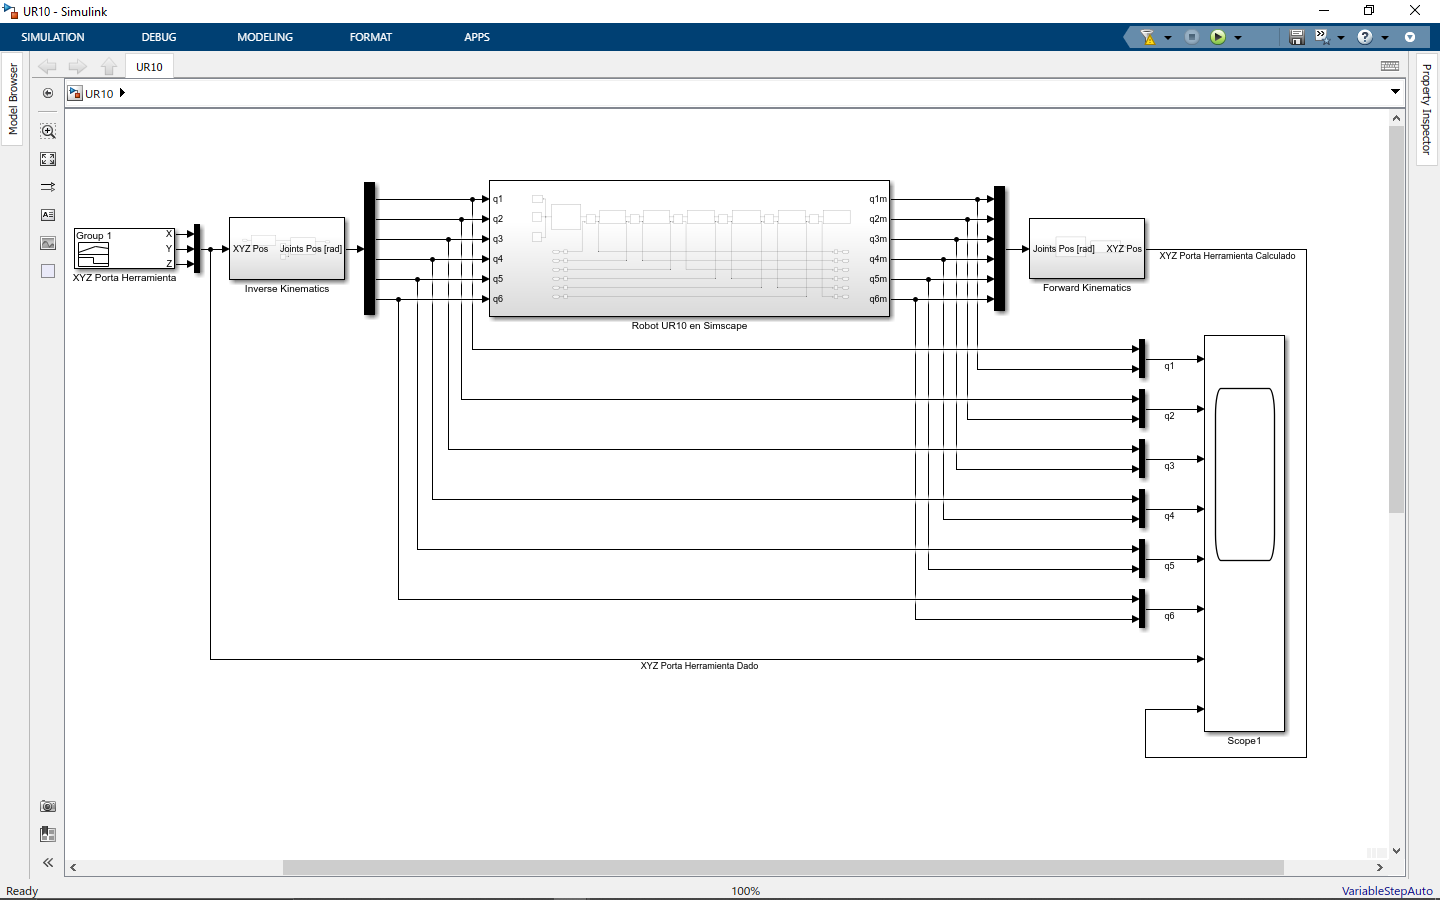 UR10 - Simulink
SIMULATION
DEBUG
MODELING
FORMAT
APPS
UR10
UR10
Model Browser
Property Inspector
Group 1
X
Y
Z
XYZ Porta Herramienta
XYZ Pos
Joints Pos [rad]
Inverse Kinematics
q1
q2
q3
q4
q5
q6
q1m
q2m
q3m
q4m
q5m
q6m
Robot UR10 en Simscape
Joints Pos [rad]
XYZ Pos
Forward Kinematics
XYZ Porta Herramienta Calculado
q1
q2
q3
q4
q5
q6
XYZ Porta Herramienta Dado
Scope1
Ready
100%
VariableStepAuto